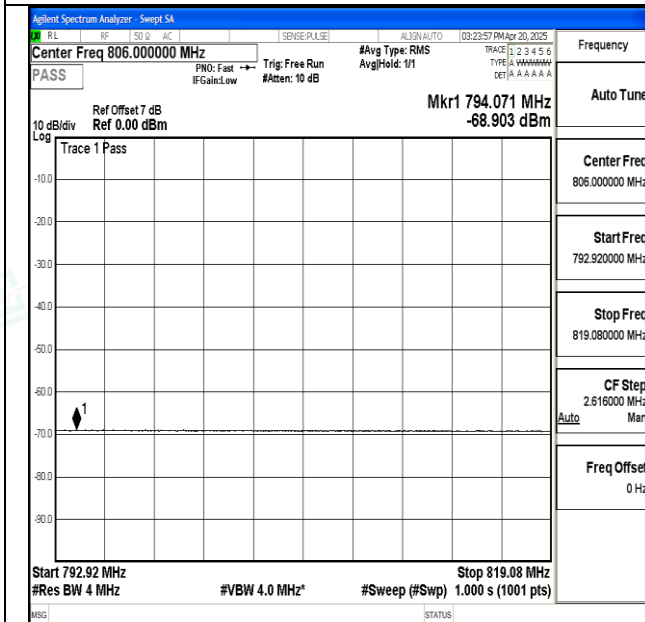 Agilent Spectrum Analyzer - Swept SA
RL RF 50 Ω AC SENSE:PULSE ALIGNAUTO 03:23:57 PM Apr 20, 2025
Center Freq 806.000000 MHz #Avg Type: RMS TRACE 1 2 3 4 5 6
PASS PNO: Fast Trig: Free Run Avg|Hold: 1/1 TYPE A WWWWW
IFGain:Low #Atten: 10 dB DET A A A A A A
Ref Offset 7 dB Mkr1 794.071 MHz
10 dB/div Ref 0.00 dBm -68.903 dBm
Log
Trace 1 Pass
-10.0
-20.0
-30.0
-40.0
-50.0
-60.0
1
-70.0
-80.0
-90.0
Start 792.92 MHz Stop 819.08 MHz
#Res BW 4 MHz #VBW 4.0 MHz* #Sweep (#Swp) 1.000 s (1001 pts)
MSG STATUS
Frequency
Auto Tune
Center Freq
806.000000 MHz
Start Freq
792.920000 MHz
Stop Freq
819.080000 MHz
CF Step
2.616000 MHz
Auto Man
Freq Offset
0 Hz